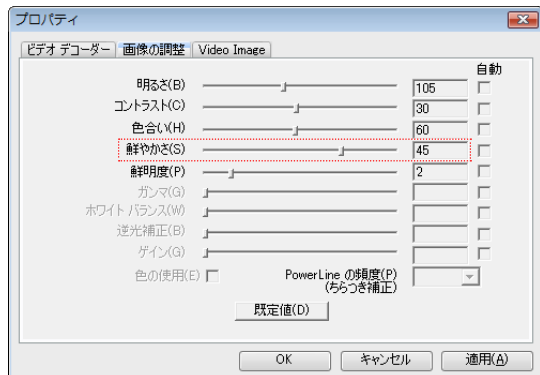 プロパティ
ビデオ デコーダー 画像の調整 Video Image
自動
明るさ(B) 105
コントラスト(C) 30
色合い(H) 60
鮮やかさ(S) 45
鮮明度(P) 2
ガンマ(G)
ホワイト バランス(W)
逆光補正(B)
ゲイン(G)
色の使用(E) PowerLine の頻度(P)
(ちらつき補正)
既定値(D)
OK キャンセル 適用(A)